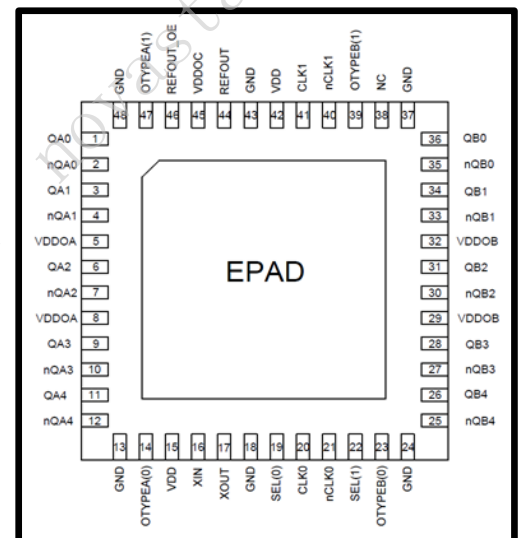 novasta
GND
OTYPEA(1)
REFOUT_OE
VDDOC
REFOUT
GND
VDD
CLK1
nCLK1
OTYPEB(1)
NC
GND
48 47 46 45 44 43 42 41 40 39 38 37
QA0 1
nQA0 2
QA1 3
nQA1 4
VDDOA 5
QA2 6
nQA2 7
VDDOA 8
QA3 9
nQA3 10
QA4 11
nQA4 12
EPAD
36 QB0
35 nQB0
34 QB1
33 nQB1
32 VDDOB
31 QB2
30 nQB2
29 VDDOB
28 QB3
27 nQB3
26 QB4
25 nQB4
13 14 15 16 17 18 19 20 21 22 23 24
GND
OTYPEA(0)
VDD
XIN
XOUT
GND
SEL(0)
CLK0
nCLK0
SEL(1)
OTYPEB(0)
GND